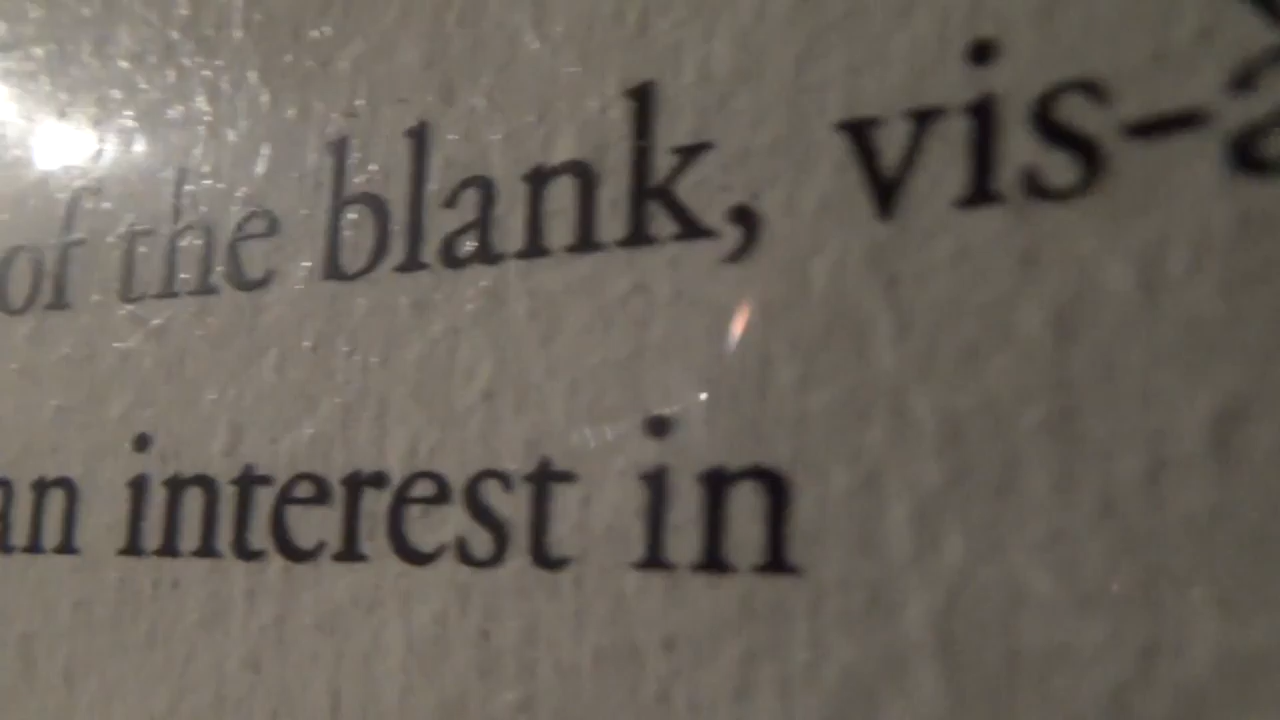 of the blank, vis-a
an interest in